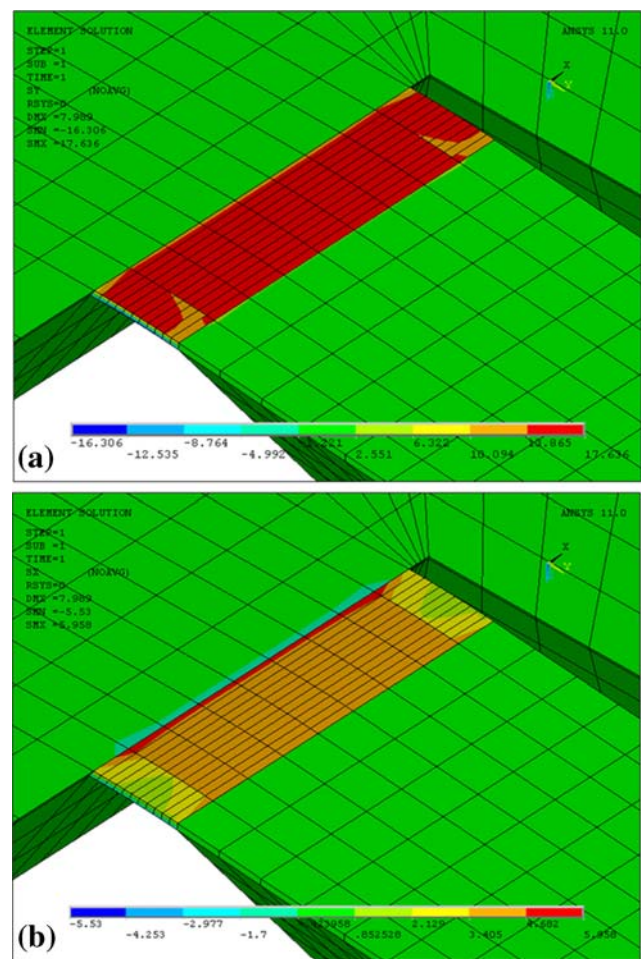 ELEMENT SOLUTION
ANSYS 11.0
STEP=1
SUB =1
TIME=1
SY (NOAVG)
RSYS=0
DMX =7.989
SMN =-16.306
SMX =17.636
X
Y
-16.306 -8.764 6.322
-12.535 -4.992 2.551 10.094 17.636
(a)
ELEMENT SOLUTION
ANSYS 11.0
STEP=1
SUB =1
TIME=1
SX (NOAVG)
RSYS=0
DMX =7.989
SMN =-5.53
SMX =5.958
X
Y
-5.53 -2.977 2.129 4.682
-4.253 -1.7 .852528 3.405 5.958
(b)